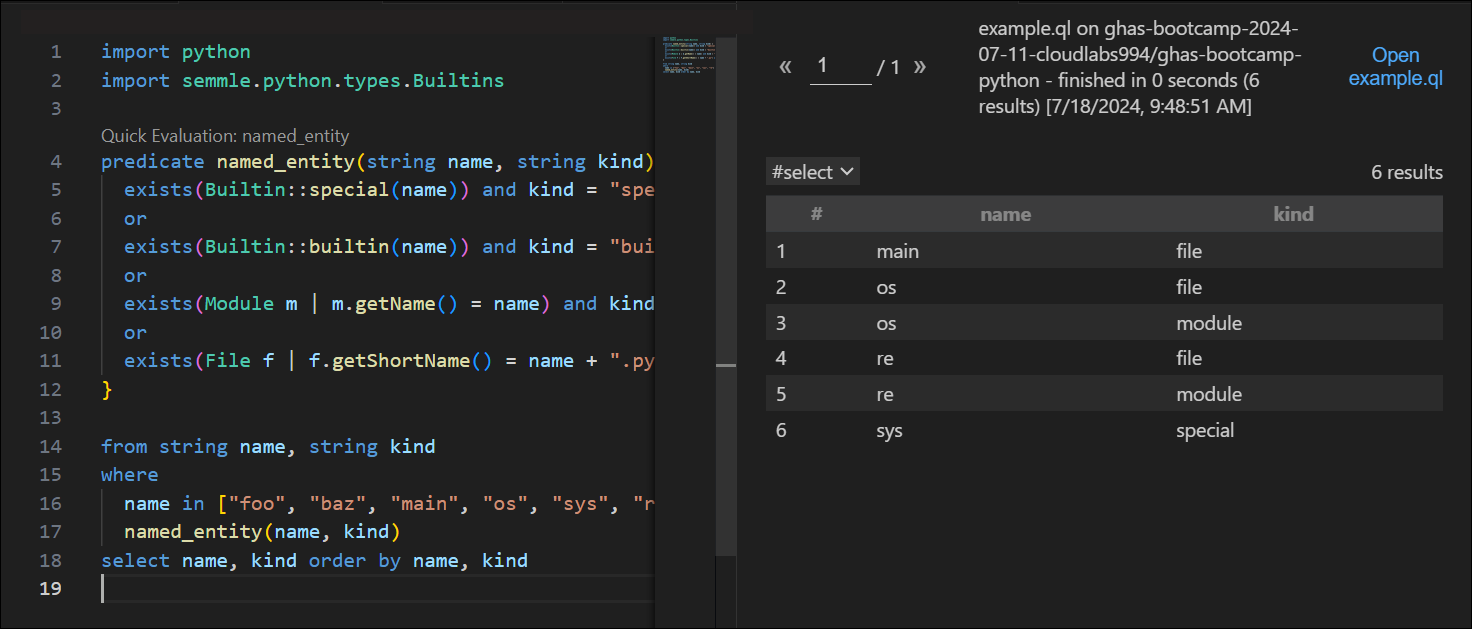 1 import python
2 import semmle.python.types.Builtins
3
Quick Evaluation: named_entity
4 predicate named_entity(string name, string kind)
5 exists(Builtin::special(name)) and kind = "spe
6 or
7 exists(Builtin::builtin(name)) and kind = "bui
8 or
9 exists(Module m | m.getName() = name) and kind
10 or
11 exists(File f | f.getShortName() = name + ".py
12 }
13
14 from string name, string kind
15 where
16 name in ["foo", "baz", "main", "os", "sys", "r
17 named_entity(name, kind)
18 select name, kind order by name, kind
19
« 1 / 1 »
example.ql on ghas-bootcamp-2024-
07-11-cloudlabs994/ghas-bootcamp-
python - finished in 0 seconds (6
results) [7/18/2024, 9:48:51 AM]
Open
example.ql
#select 6 results
# name kind
1 main file
2 os file
3 os module
4 re file
5 re module
6 sys special